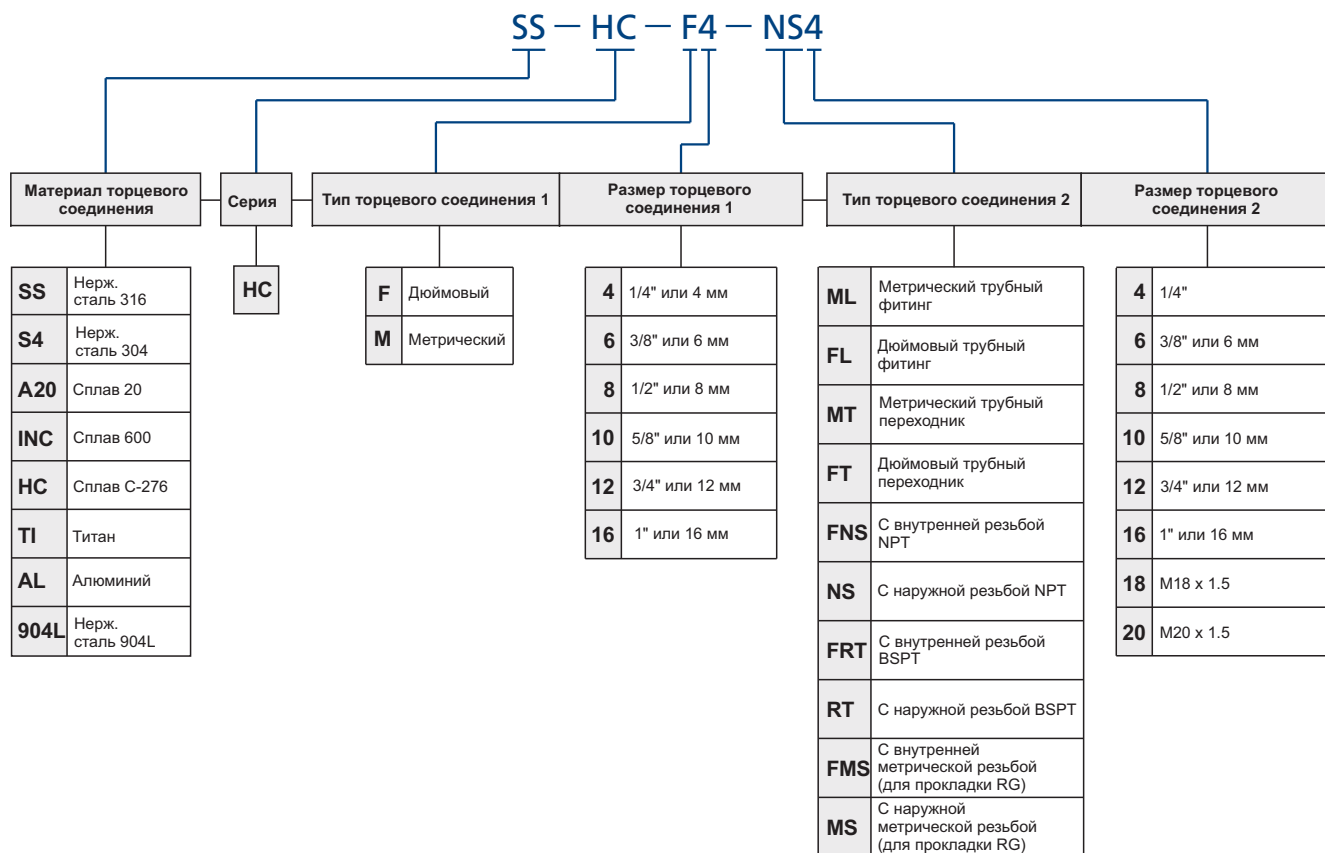 SS — HC — F4 — NS4
Материал торцевого
соединения
Серия
Тип торцевого соединения 1
Размер торцевого
соединения 1
Тип торцевого соединения 2
Размер торцевого
соединения 2
SS Нерж.
сталь 316
S4 Нерж.
сталь 304
A20 Сплав 20
INC Сплав 600
HC Сплав C-276
TI Титан
AL Алюминий
904L Нерж.
сталь 904L
HC
F Дюймовый
M Метрический
4 1/4" или 4 мм
6 3/8" или 6 мм
8 1/2" или 8 мм
10 5/8" или 10 мм
12 3/4" или 12 мм
16 1" или 16 мм
ML Метрический трубный
фитинг
FL Дюймовый трубный
фитинг
MT Метрический трубный
переходник
FT Дюймовый трубный
переходник
FNS С внутренней резьбой
NPT
NS С наружной резьбой NPT
FRT С внутренней резьбой
BSPT
RT С наружной резьбой BSPT
FMS С внутренней
метрической резьбой
(для прокладки RG)
MS С наружной
метрической резьбой
(для прокладки RG)
4 1/4"
6 3/8" или 6 мм
8 1/2" или 8 мм
10 5/8" или 10 мм
12 3/4" или 12 мм
16 1" или 16 мм
18 M18 x 1.5
20 M20 x 1.5